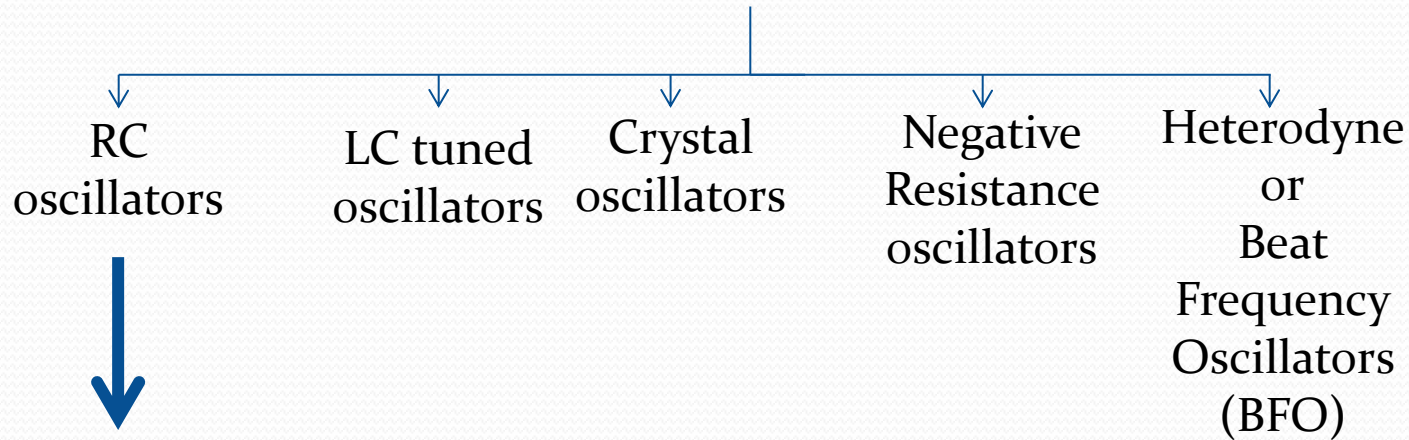 RC
oscillators
LC tuned
oscillators
Crystal
oscillators
Negative
Resistance
oscillators
Heterodyne
or
Beat
Frequency
Oscillators
(BFO)